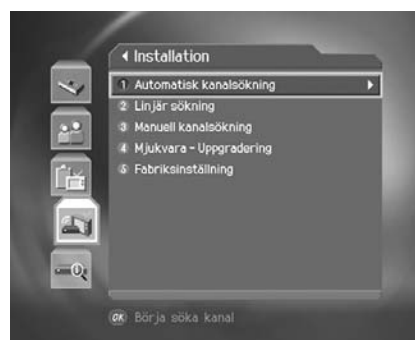 Installation
1 Automatisk kanalsökning
2 Linjär sökning
3 Manuell kanalsökning
4 Mjukvara - Uppgradering
5 Fabriksinställning
OK Börja söka kanal